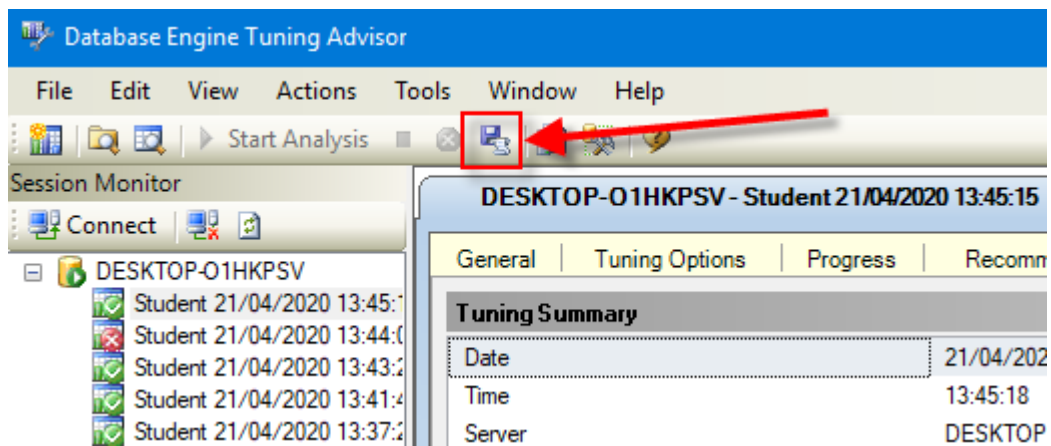 Database Engine Tuning Advisor
File Edit View Actions Tools Window Help
Start Analysis
Session Monitor
Connect
DESKTOP-O1HKPSV
Student 21/04/2020 13:45:1
Student 21/04/2020 13:44:0
Student 21/04/2020 13:43:2
Student 21/04/2020 13:41:4
Student 21/04/2020 13:37:2
DESKTOP-O1HKPSV - Student 21/04/2020 13:45:15
General Tuning Options Progress Recomm
Tuning Summary
Date 21/04/202
Time 13:45:18
Server DESKTOP